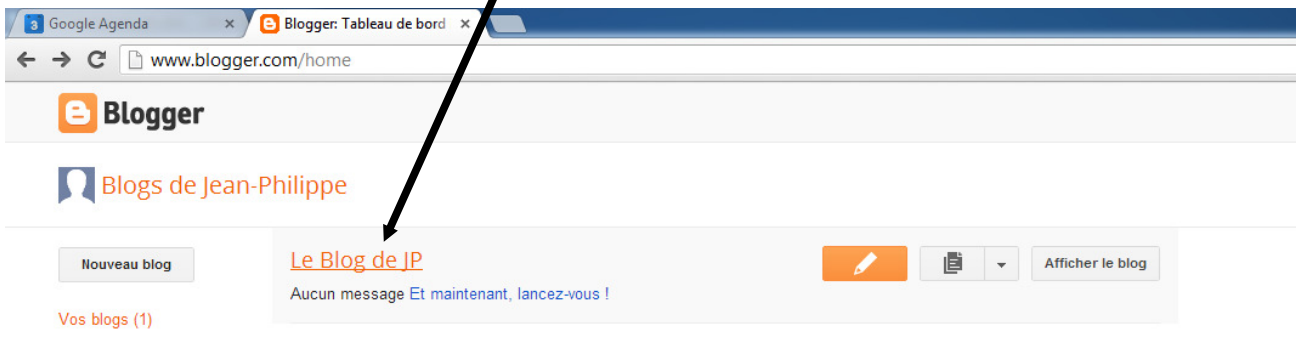 3 Google Agenda × Blogger: Tableau de bord ×
www.blogger.com/home
Blogger
Blogs de Jean-Philippe
Nouveau blog
Vos blogs (1)
Le Blog de JP
Aucun message Et maintenant, lancez-vous !
Afficher le blog